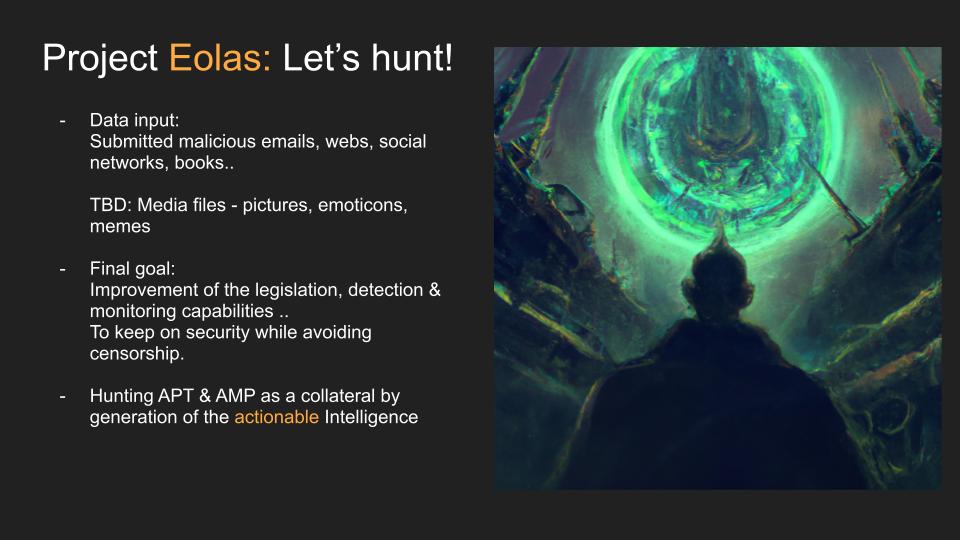 Project Eolas: Let’s hunt!
- Data input:
Submitted malicious emails, webs, social
networks, books..
TBD: Media files - pictures, emoticons,
memes
- Final goal:
Improvement of the legislation, detection &
monitoring capabilities ..
To keep on security while avoiding
censorship.
- Hunting APT & AMP as a collateral by
generation of the actionable Intelligence